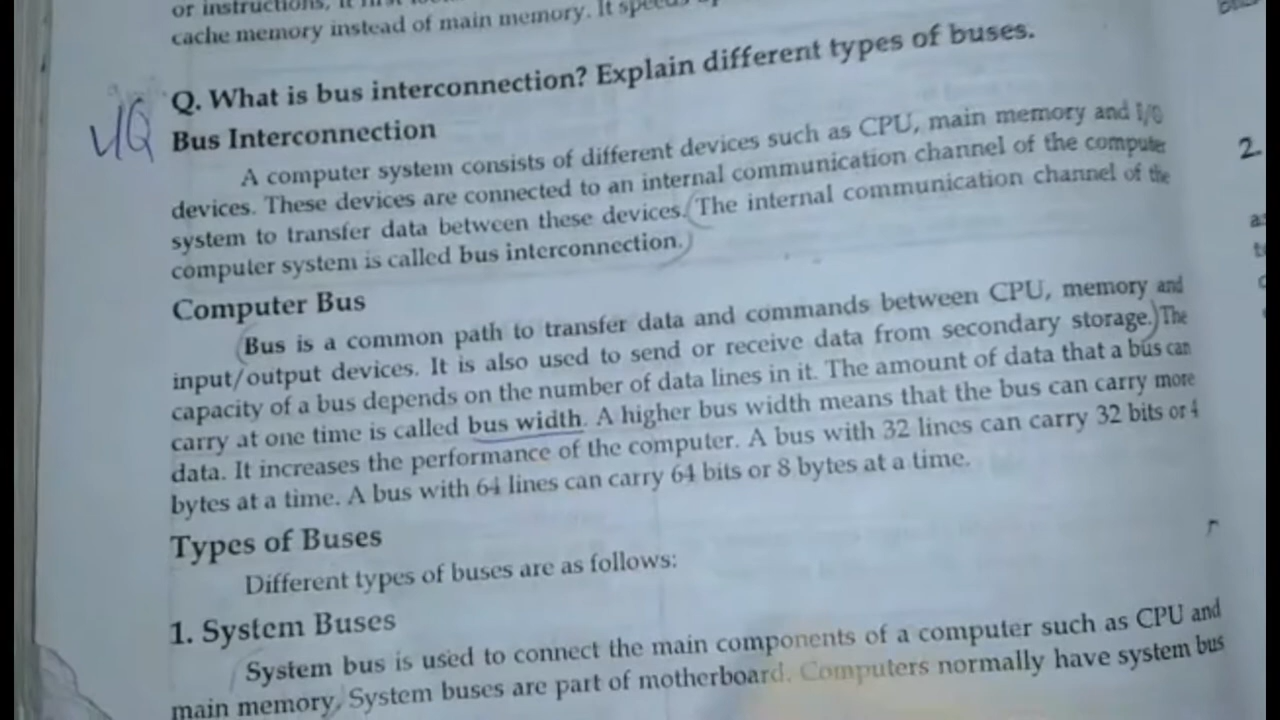 or instructions, it first
cache memory instead of main memory. It speeds
Q. What is bus interconnection? Explain different types of buses.
UQ
Bus Interconnection
A computer system consists of different devices such as CPU, main memory and I/O
devices. These devices are connected to an internal communication channel of the computer
system to transfer data between these devices. (The internal communication channel of the
computer system is called bus interconnection.)
Computer Bus
(Bus is a common path to transfer data and commands between CPU, memory and
input/output devices. It is also used to send or receive data from secondary storage.) The
capacity of a bus depends on the number of data lines in it. The amount of data that a bus can
carry at one time is called bus width. A higher bus width means that the bus can carry more
data. It increases the performance of the computer. A bus with 32 lines can carry 32 bits or 4
bytes at a time. A bus with 64 lines can carry 64 bits or 8 bytes at a time.
Types of Buses
Different types of buses are as follows:
1. System Buses
System bus is used to connect the main components of a computer such as CPU and
main memory. System buses are part of motherboard. Computers normally have system bus
2